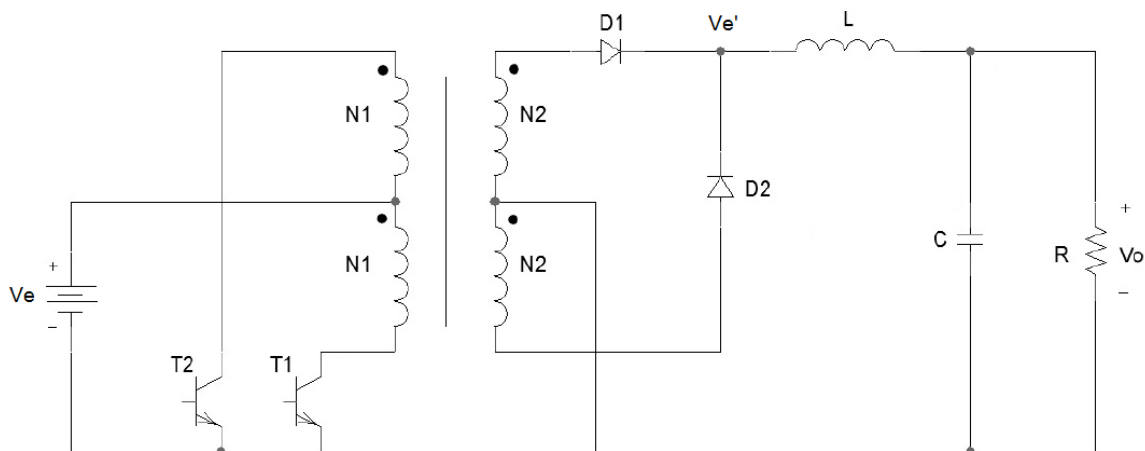 D1 Ve' L
N1 N2
D2
N1 N2
+ C + R Vo
Ve
− −
T2 T1